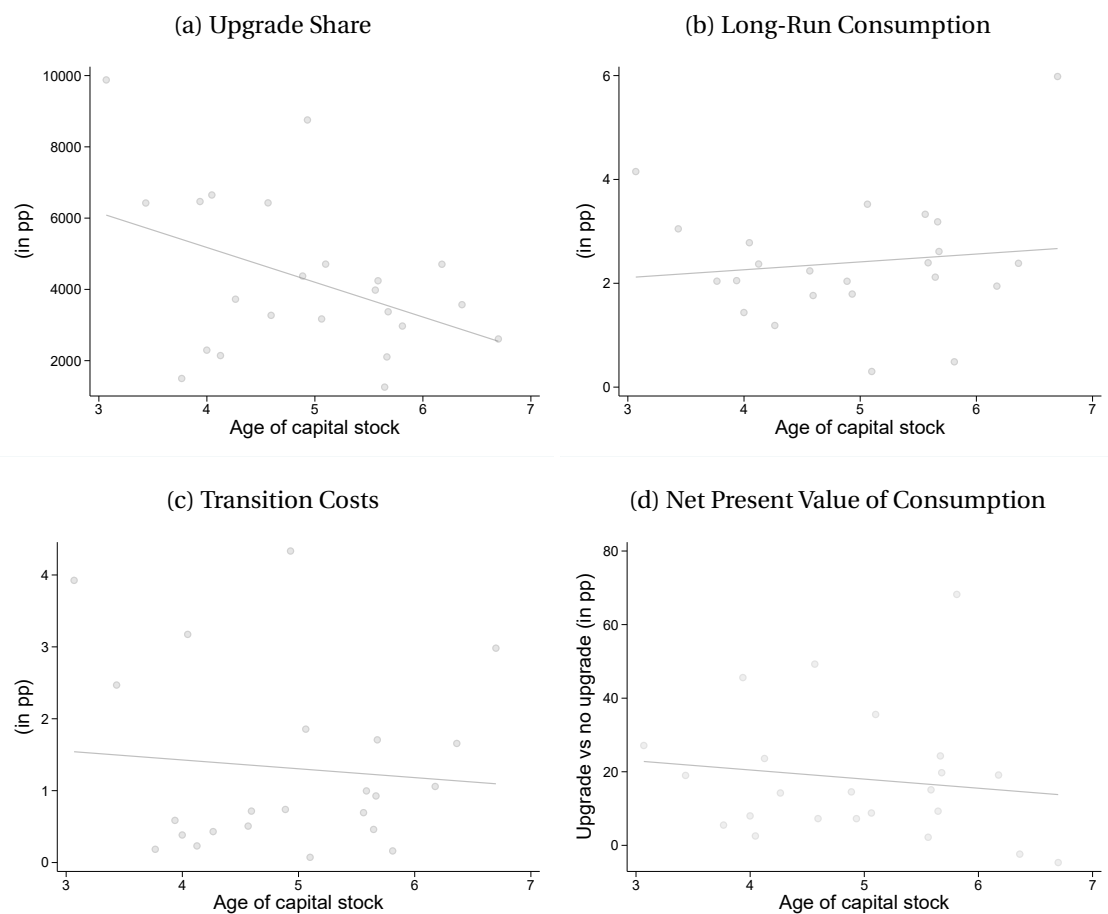 (a) Upgrade Share
10000
8000
6000
4000
2000
(in pp)
3 4 5 6 7
Age of capital stock
(b) Long-Run Consumption
6
4
2
0
(in pp)
3 4 5 6 7
Age of capital stock
(c) Transition Costs
4
3
2
1
0
(in pp)
3 4 5 6 7
Age of capital stock
(d) Net Present Value of Consumption
80
60
40
20
0
Upgrade vs no upgrade (in pp)
3 4 5 6 7
Age of capital stock